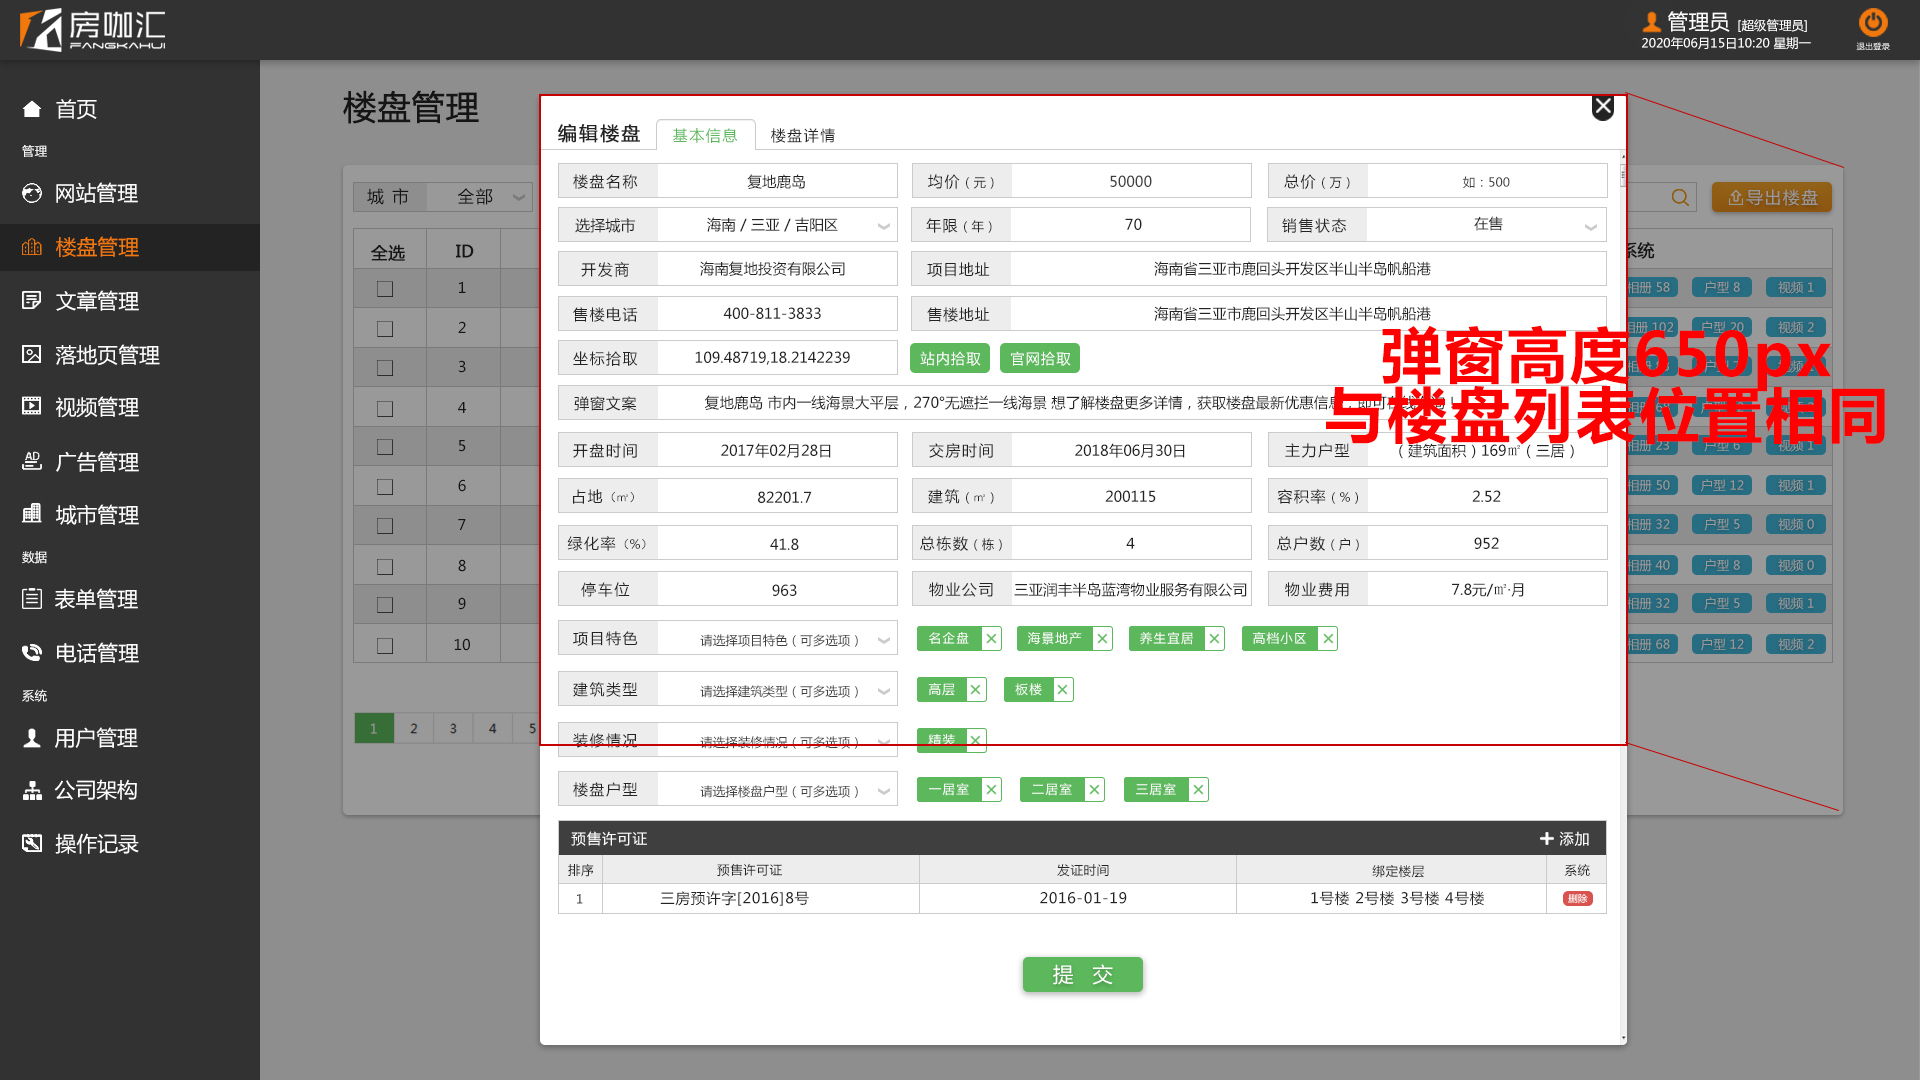 房咖汇
FANGKAHUI
管理员 [超级管理员]
2020年06月15日10:20 星期一
退出登录
首页
管理
网站管理
楼盘管理
文章管理
落地页管理
视频管理
AD 广告管理
城市管理
数据
表单管理
电话管理
系统
用户管理
公司架构
操作记录
楼盘管理
城 市 全部
导出楼盘
全选 ID 系统
1 相册 58 户型 8 视频 1
2 相册 102 户型 20 视频 2
3
4
5 相册 23 户型 6 视频 1
6 相册 50 户型 12 视频 1
7 相册 32 户型 5 视频 0
8 相册 40 户型 8 视频 0
9 相册 32 户型 5 视频 1
10 相册 68 户型 12 视频 2
1 2 3 4 5
编辑楼盘 基本信息 楼盘详情
楼盘名称 复地鹿岛 均价 ( 元 ) 50000 总价 ( 万 ) 如 : 500
选择城市 海南 / 三亚 / 吉阳区 年限 ( 年 ) 70 销售状态 在售
开发商 海南复地投资有限公司 项目地址 海南省三亚市鹿回头开发区半山半岛帆船港
售楼电话 400-811-3833 售楼地址 海南省三亚市鹿回头开发区半山半岛帆船港
坐标拾取 109.48719,18.2142239 站内拾取 官网拾取
弹窗高度650px
与楼盘列表位置相同
弹窗文案 复地鹿岛 市内一线海景大平层，270°无遮拦一线海景 想了解楼盘更多详情，获取楼盘最新优惠信息，即可在线
开盘时间 2017年02月28日 交房时间 2018年06月30日 主力户型 ( 建筑面积 ) 169㎡ ( 三居 )
占地 (㎡) 82201.7 建筑 ( ㎡ ) 200115 容积率 ( % ) 2.52
绿化率 (%) 41.8 总栋数 ( 栋 ) 4 总户数 ( 户 ) 952
停车位 963 物业公司 三亚润丰半岛蓝湾物业服务有限公司 物业费用 7.8元/㎡·月
项目特色 请选择项目特色 ( 可多选项 ) 名企盘 海景地产 养生宜居 高档小区
建筑类型 请选择建筑类型 ( 可多选项 ) 高层 板楼
装修情况 请选择装修情况 ( 可多选项 ) 精装
楼盘户型 请选择楼盘户型 ( 可多选项 ) 一居室 二居室 三居室
预售许可证 添加
排序 预售许可证 发证时间 绑定楼层 系统
1 三房预许字[2016]8号 2016-01-19 1号楼 2号楼 3号楼 4号楼 删除
提 交